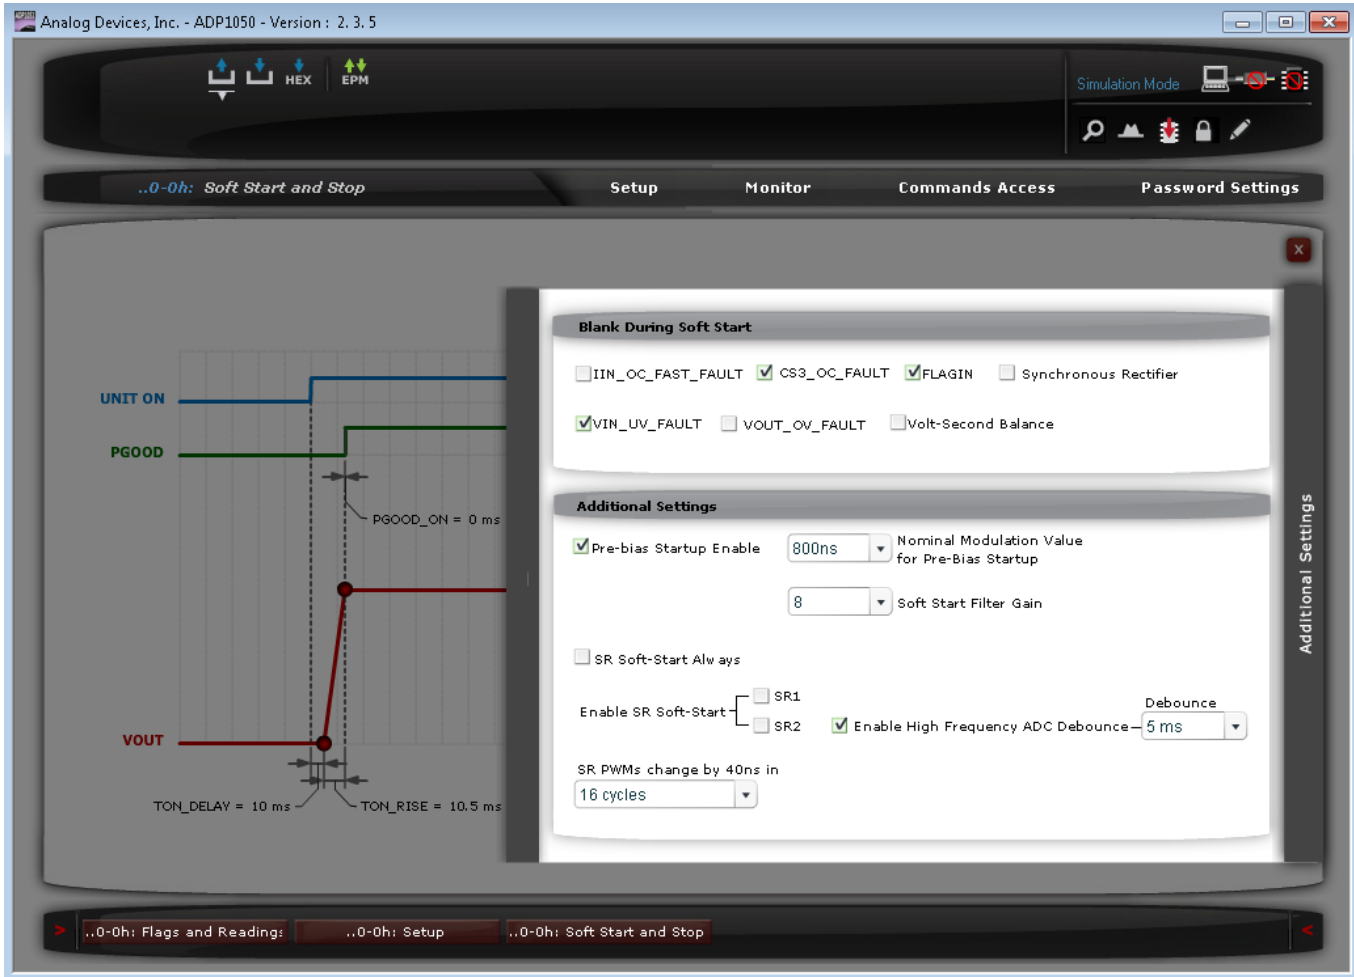 Analog Devices, Inc. - ADP1050 - Version : 2. 3. 5
HEX
EPM
Simulation Mode
..0-0h: Soft Start and Stop
Setup
Monitor
Commands Access
Password Settings
X
Blank During Soft Start
IIN_OC_FAST_FAULT CS3_OC_FAULT FLAGIN Synchronous Rectifier
VIN_UV_FAULT VOUT_OV_FAULT Volt-Second Balance
UNIT ON
PGOOD
PGOOD_ON = 0 ms
VOUT
TON_DELAY = 10 ms
TON_RISE = 10.5 ms
Additional Settings
Pre-bias Startup Enable
800ns
Nominal Modulation Value
for Pre-Bias Startup
8
Soft Start Filter Gain
SR Soft-Start Always
Enable SR Soft-Start
SR1
SR2
Enable High Frequency ADC Debounce
Debounce
5 ms
SR PWMs change by 40ns in
16 cycles
Additional Settings
> ..0-0h: Flags and Readings
..0-0h: Setup
..0-0h: Soft Start and Stop
<